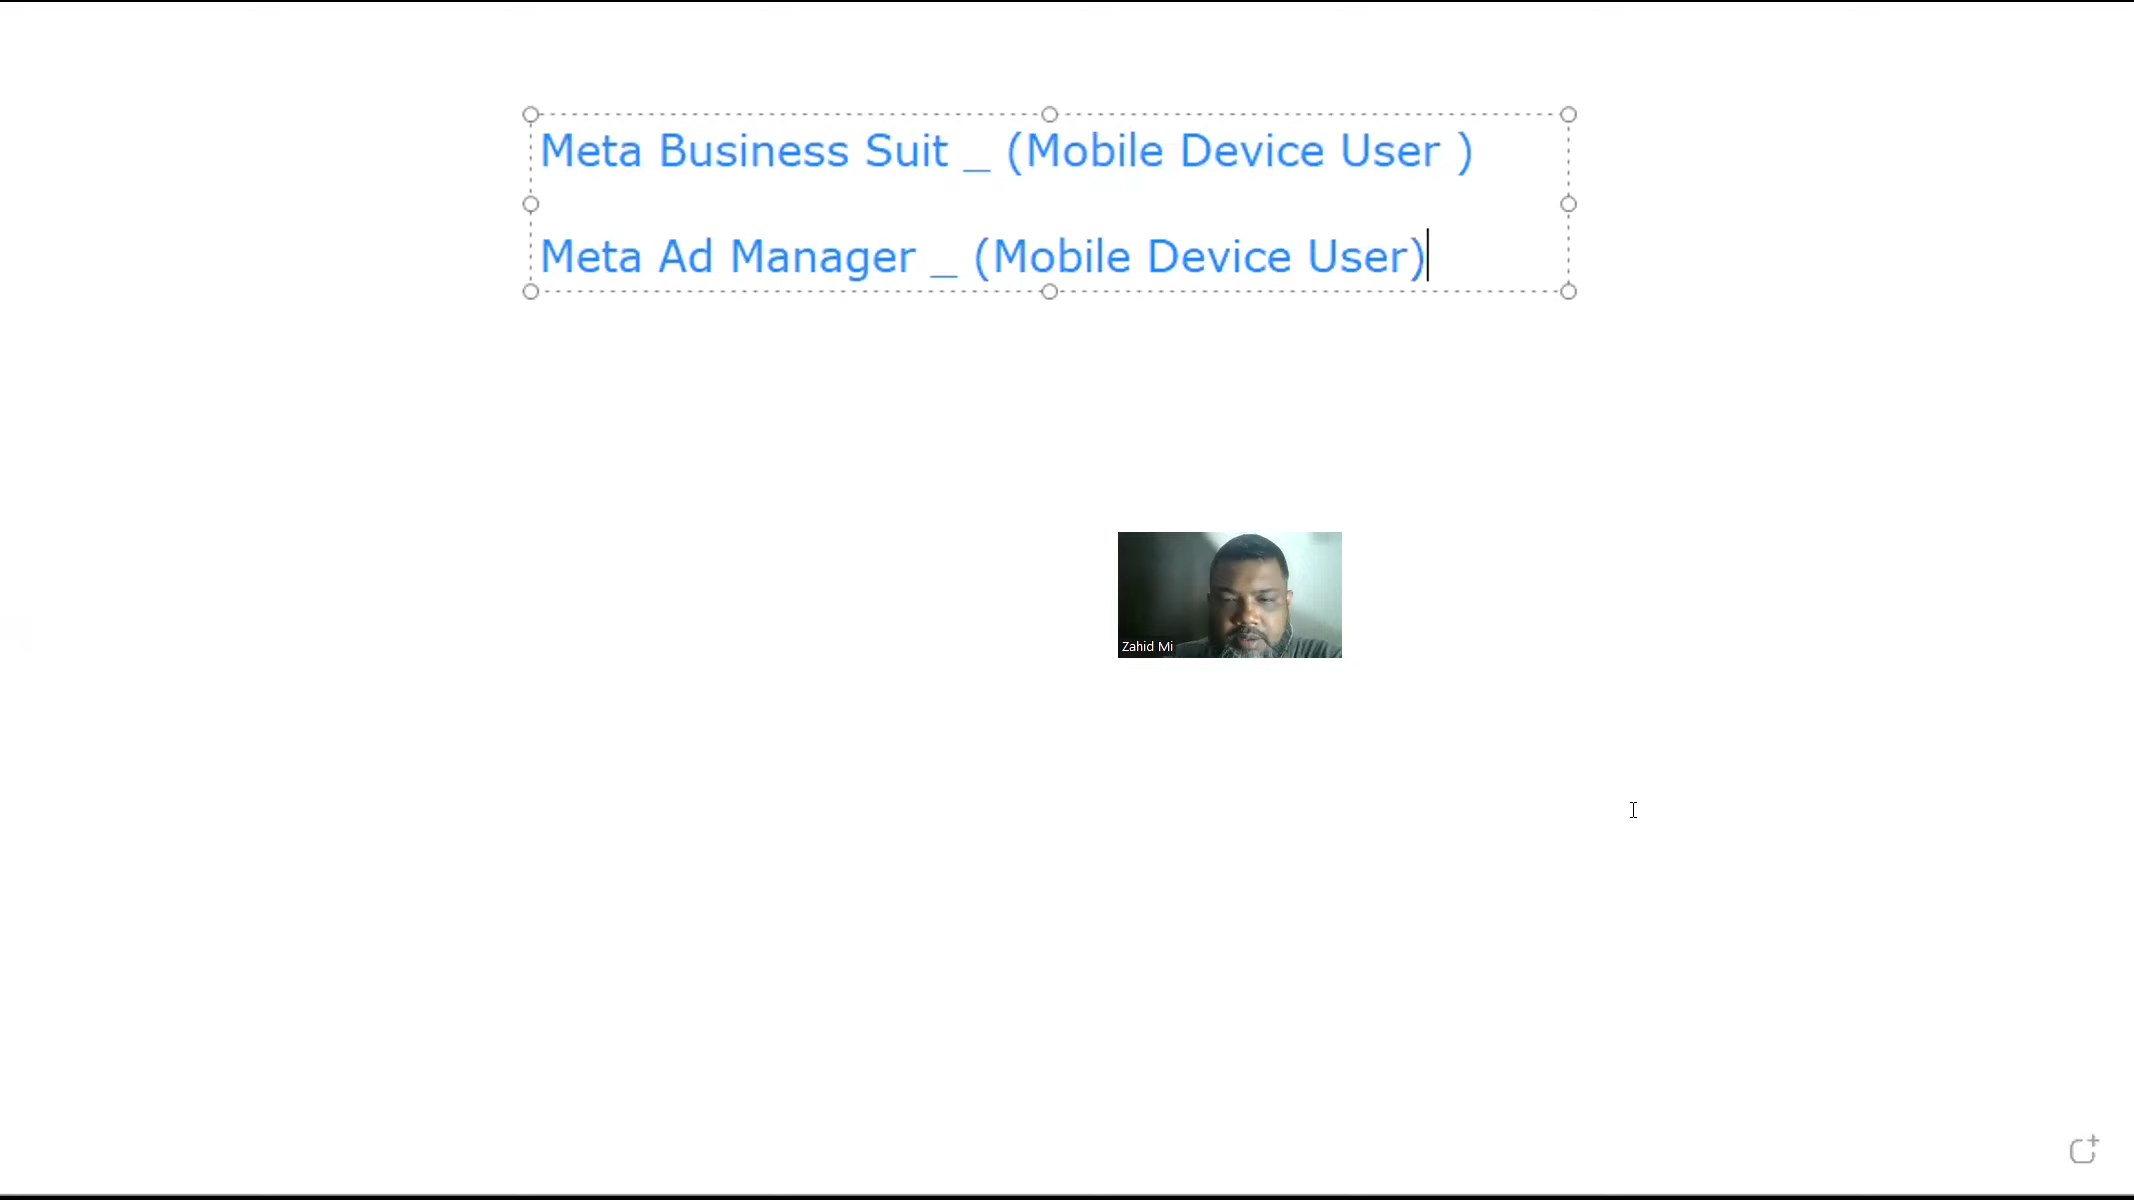 Meta Business Suit _ (Mobile Device User )
Meta Ad Manager _ (Mobile Device User)
Zahid Mi